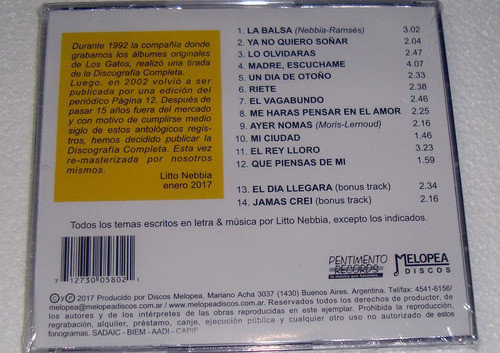 Durante 1992 la compañía donde
grabamos los álbumes originales
de Los Gatos, realizó una tirada
de la Discografía Completa.
Luego, en 2002 volvió a ser
publicada por una edición del
periódico Página 12. Después de
pasar 15 años fuera del mercado
y con motivo de cumplirse medio
siglo de estos antológicos regis-
tros, hemos decidido publicar la
Discografía Completa. Esta vez
re-masterizada por nosotros
mismos.
Litto Nebbia
enero 2017
1. LA BALSA (Nebbia-Ramsés) 3.02
2. YA NO QUIERO SOÑAR 2.04
3. LO OLVIDARAS 2.47
4. MADRE, ESCUCHAME 4.07
5. UN DIA DE OTOÑO 2.33
6. RIETE 2.38
7. EL VAGABUNDO 2.46
8. ME HARAS PENSAR EN EL AMOR 2.25
9. AYER NOMAS (Moris-Lernoud) 2.16
10. MI CIUDAD 1.46
11. EL REY LLORO 3.23
12. QUE PIENSAS DE MI 1.59
13. EL DIA LLEGARA (bonus track) 2.34
14. JAMAS CREI (bonus track) 2.16
Todos los temas escritos en letra & música por Litto Nebbia, excepto los indicados.
7 12730 05802 1
PENTIMENTO
RECORDS
MELOPEA
DISCOS
© y ℗ 2017 Producido por Discos Melopea. Mariano Acha 3037 (1430) Buenos Aires. Argentina. Tel/fax: 4541-6156/
melopea@melopeadiscos.com.ar / www.melopeadiscos.com.ar. Reservados todos los derechos de productor, de
los autores y de los intérpretes de las obras reproducidas en este ejemplar. Prohibida la reproducción,
regrabación, alquiler, préstamo, canje, ejecución pública y cualquier otro uso no autorizado de estos
fonogramas. SADAIC - BIEM - AADI - CAPIF